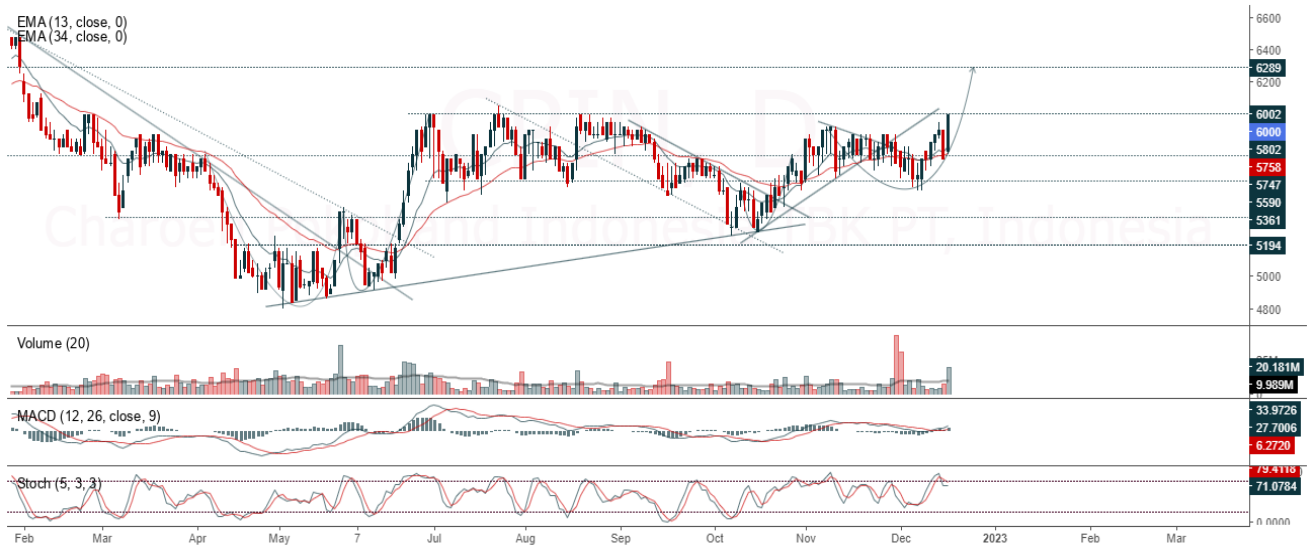 EMA (13, close, 0)
EMA (34, close, 0)
CPIN, D
Charoen Pokphand Indonesia TBK PT, Indonesia
6600
6400
6289
6200
6002
6000
5802
5758
5747
5590
5361
5194
5000
4800
Volume (20)
20.181M
9.989M
MACD (12, 26, close, 9)
33.9726
27.7006
6.2720
Stoch (5, 3, 3)
79.4118
71.0784
0.0000
Feb Mar Apr May 7 Jul Aug Sep Oct Nov Dec 2023 Feb Mar